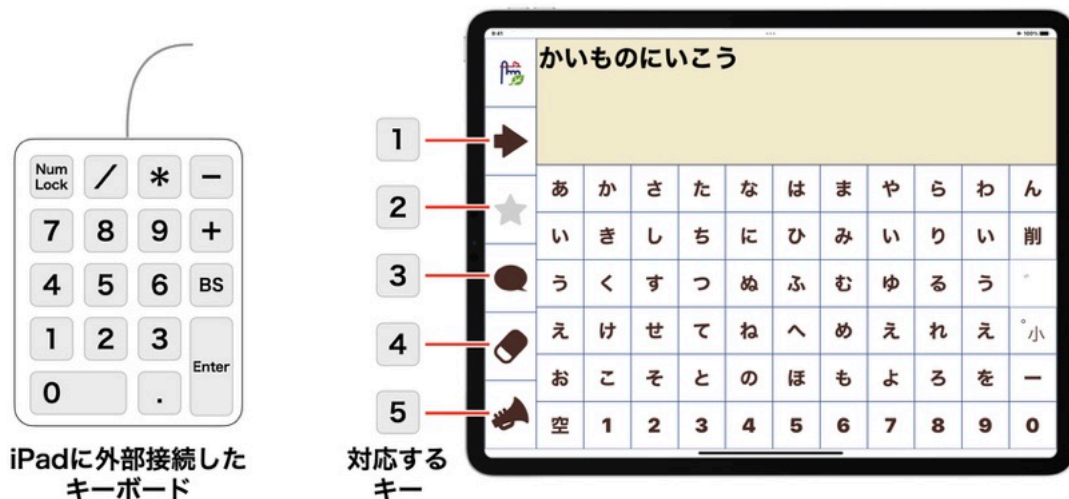 Num Lock / * −
7 8 9 +
4 5 6 BS
1 2 3 Enter
0 .
iPadに外部接続した
キーボード
1
2
3
4
5
対応する
キー
9:41 100%
かいものにいこう
あ か さ た な は ま や ら わ ん
い き し ち に ひ み い り い 削
う く す つ ぬ ふ む ゆ る う ゛
え け せ て ね へ め え れ え ゜小
お こ そ と の ほ も よ ろ を ー
空 1 2 3 4 5 6 7 8 9 0